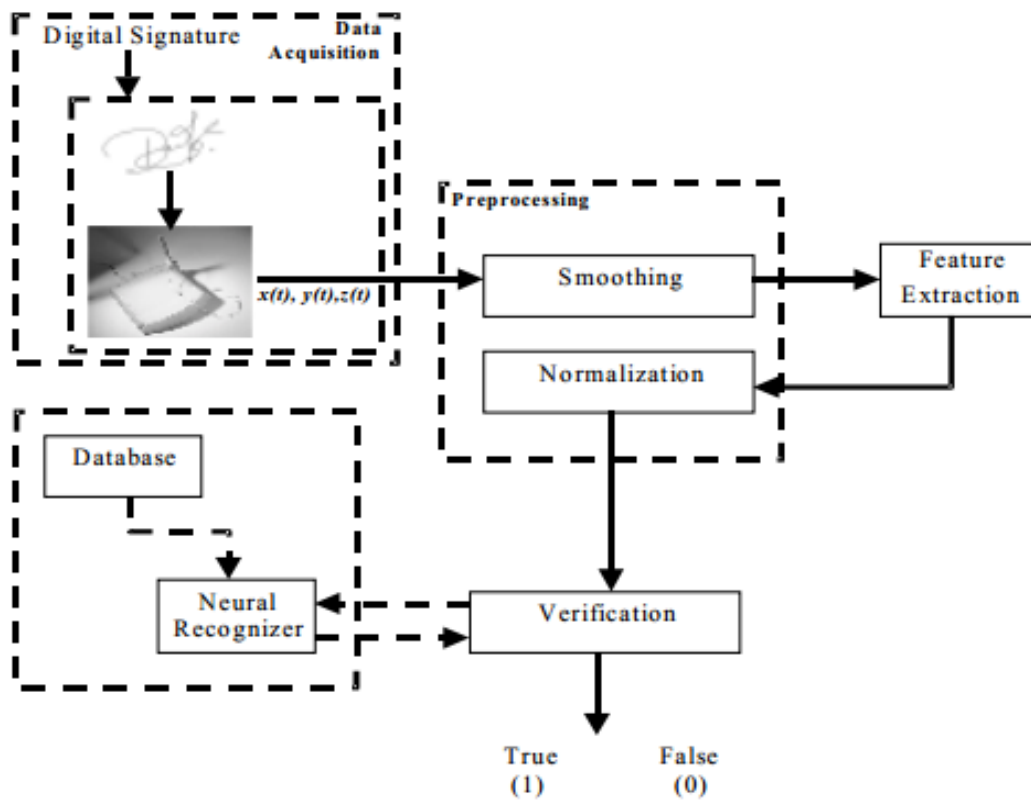 Digital Signature
Data
Acquisition
x(t), y(t),z(t)
Preprocessing
Smoothing
Feature
Extraction
Normalization
Database
Neural
Recognizer
Verification
True
(1)
False
(0)